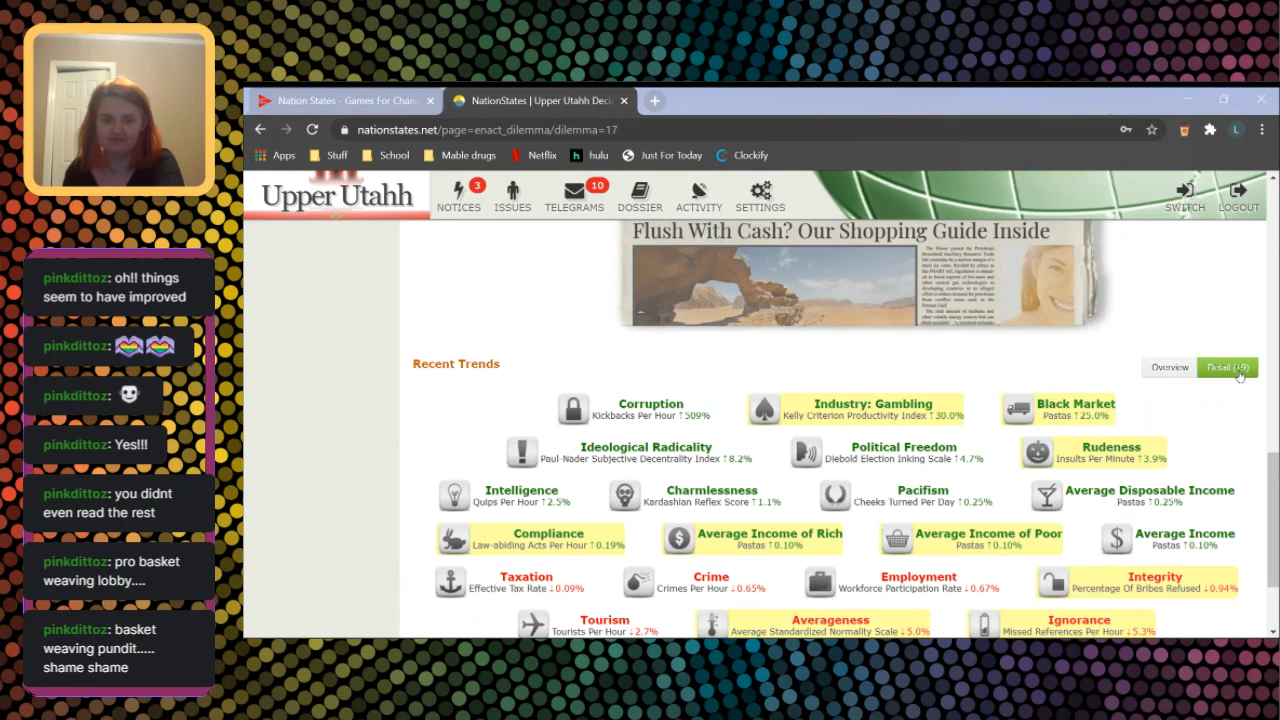 Nation States - Games For Chan
NationStates | Upper Utahh Deci
nationstates.net/page=enact_dilemma/dilemma=17
Apps
Stuff
School
Mable drugs
Netflix
hulu
Just For Today
Clockify
Upper Utahh
3
NOTICES
ISSUES
10
TELEGRAMS
DOSSIER
ACTIVITY
SETTINGS
SWITCH
LOGOUT
Flush With Cash? Our Shopping Guide Inside
Recent Trends
Overview
Detail (19)
Corruption
Kickbacks Per Hour ↑509%
Industry: Gambling
Kelly Criterion Productivity Index ↑30.0%
Black Market
Pastas ↑25.0%
Ideological Radicality
Paul-Nader Subjective Decentrality Index ↑8.2%
Political Freedom
Diebold Election Inking Scale ↑4.7%
Rudeness
Insults Per Minute ↑3.9%
Intelligence
Quips Per Hour ↑2.5%
Charmlessness
Kardashian Reflex Score ↑1.1%
Pacifism
Cheeks Turned Per Day ↑0.25%
Average Disposable Income
Pastas ↑0.25%
Compliance
Law-abiding Acts Per Hour ↑0.19%
Average Income of Rich
Pastas ↑0.10%
Average Income of Poor
Pastas ↑0.10%
Average Income
Pastas ↑0.10%
Taxation
Effective Tax Rate ↓0.09%
Crime
Crimes Per Hour ↓0.65%
Employment
Workforce Participation Rate ↓0.67%
Integrity
Percentage Of Bribes Refused ↓0.94%
Tourism
Tourists Per Hour ↓2.7%
Averageness
Average Standardized Normality Scale ↓5.0%
Ignorance
Missed References Per Hour ↓5.3%
pinkdittoz: oh!! things
seem to have improved
pinkdittoz:
pinkdittoz:
pinkdittoz: Yes!!!
pinkdittoz: you didnt
even read the rest
pinkdittoz: pro basket
weaving lobby....
pinkdittoz: basket
weaving pundit.....
shame shame